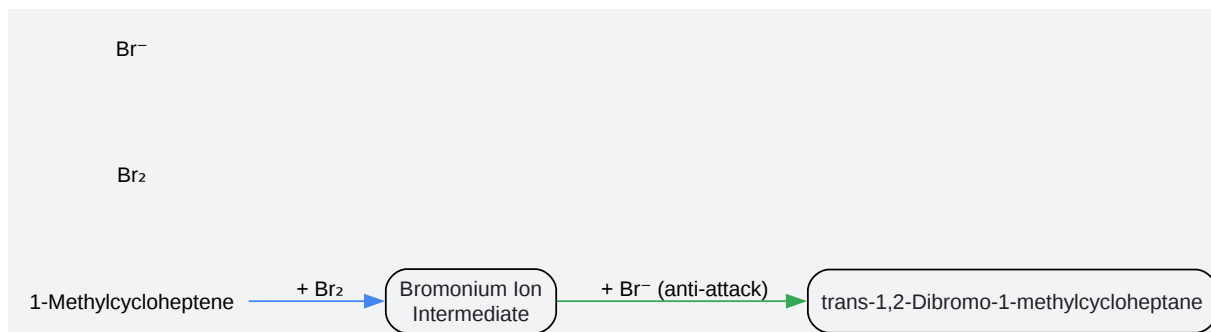 Br⁻
Br₂
1-Methylcycloheptene
+ Br₂
Bromonium Ion
Intermediate
+ Br⁻ (anti-attack)
trans-1,2-Dibromo-1-methylcycloheptane